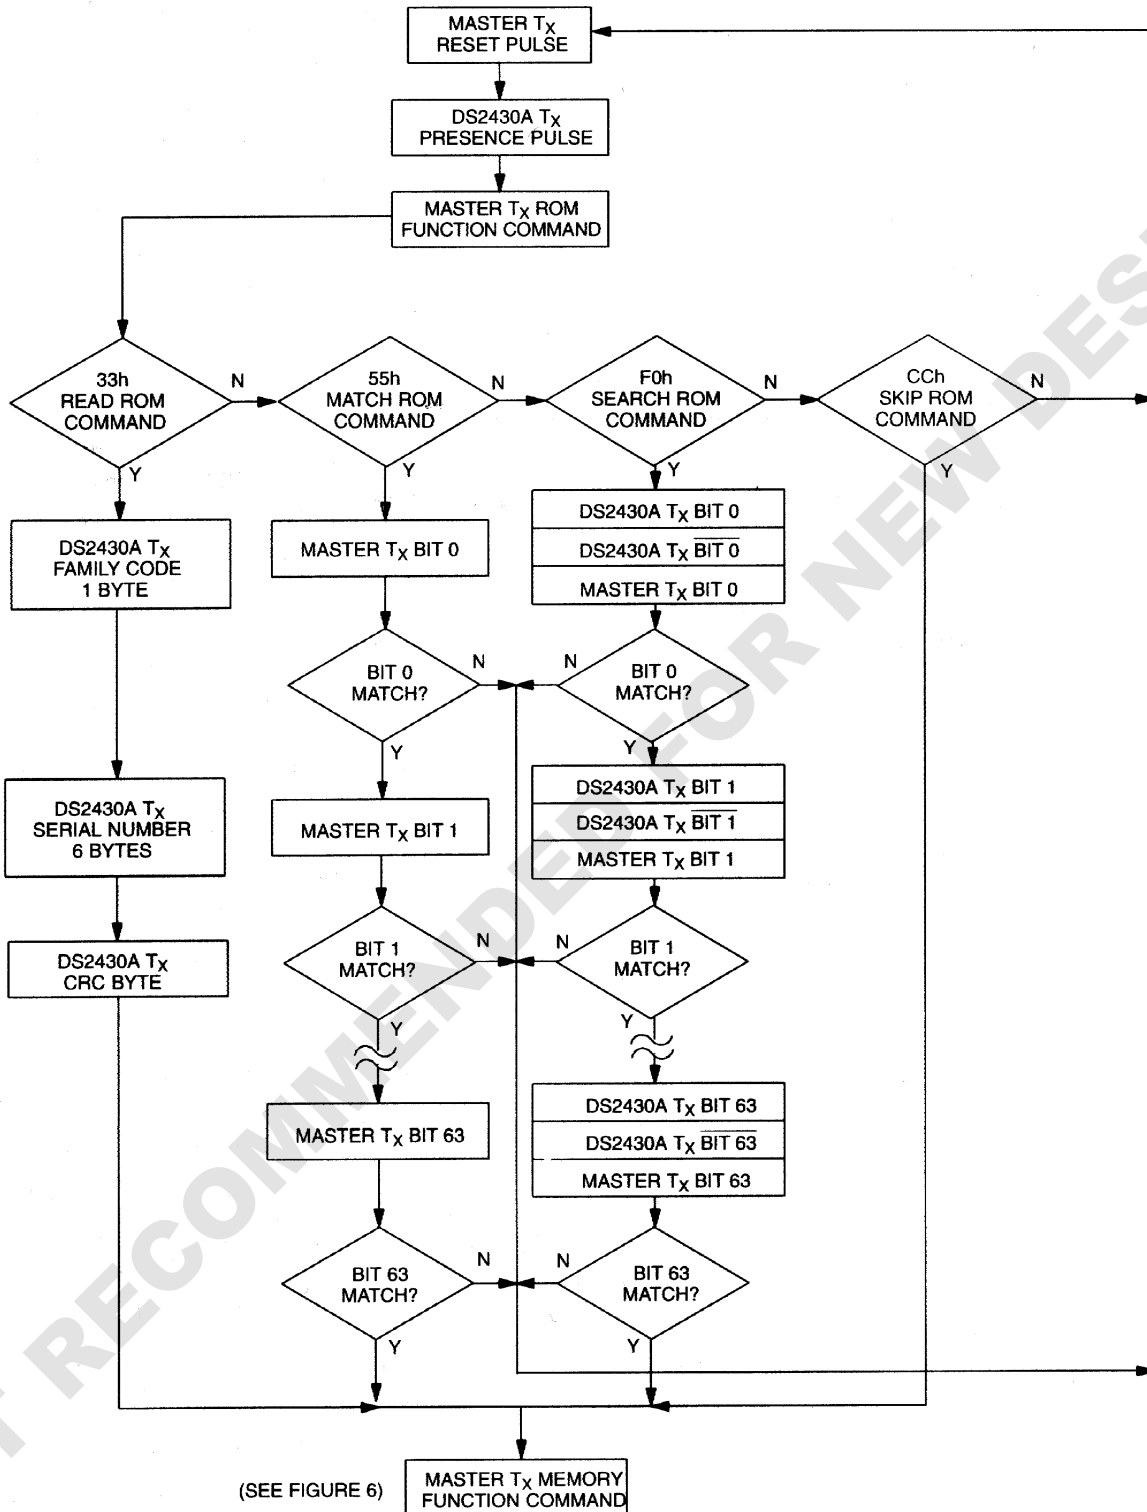 MASTER TX
RESET PULSE
DS2430A TX
PRESENCE PULSE
MASTER TX ROM
FUNCTION COMMAND
33h
READ ROM
COMMAND
N
Y
55h
MATCH ROM
COMMAND
N
Y
F0h
SEARCH ROM
COMMAND
N
Y
CCh
SKIP ROM
COMMAND
N
Y
DS2430A TX
FAMILY CODE
1 BYTE
DS2430A TX
SERIAL NUMBER
6 BYTES
DS2430A TX
CRC BYTE
MASTER TX BIT 0
BIT 0
MATCH?
N
Y
MASTER TX BIT 1
BIT 1
MATCH?
N
Y
MASTER TX BIT 63
BIT 63
MATCH?
N
Y
DS2430A TX BIT 0
DS2430A TX BIT 0
MASTER TX BIT 0
BIT 0
MATCH?
N
Y
DS2430A TX BIT 1
DS2430A TX BIT 1
MASTER TX BIT 1
BIT 1
MATCH?
N
Y
DS2430A TX BIT 63
DS2430A TX BIT 63
MASTER TX BIT 63
BIT 63
MATCH?
N
Y
(SEE FIGURE 6)
MASTER TX MEMORY
FUNCTION COMMAND
RECOMMENDED FOR NEW